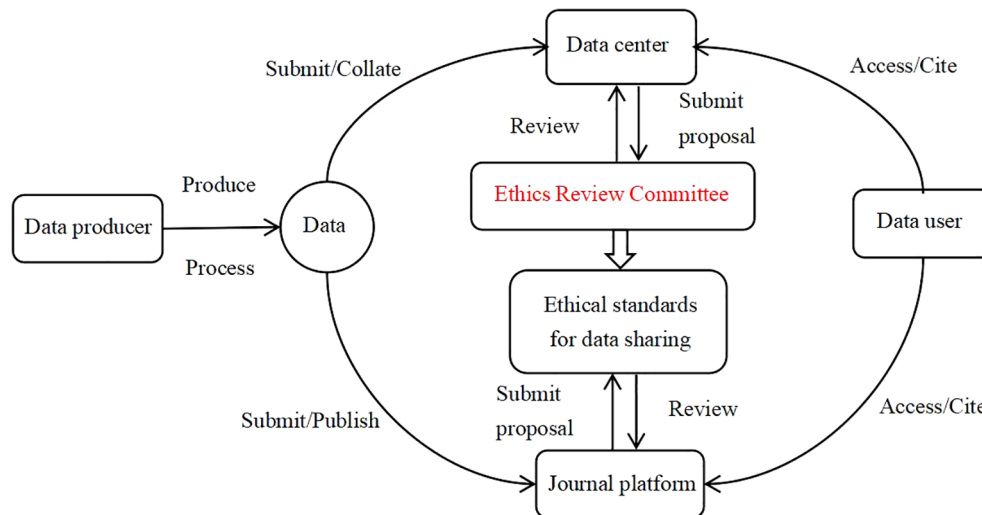 Data center
Submit/Collate
Access/Cite
Review
Submit
proposal
Ethics Review Committee
Produce
Data producer
Data
Data user
Process
Ethical standards
for data sharing
Submit
proposal
Review
Submit/Publish
Access/Cite
Journal platform